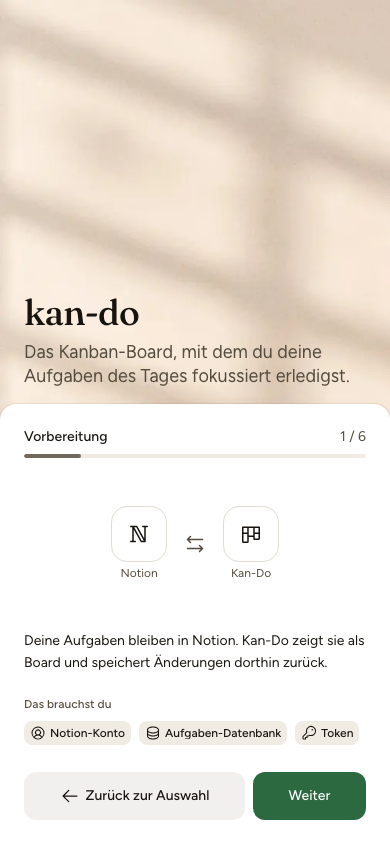 kan-do
Das Kanban-Board, mit dem du deine
Aufgaben des Tages fokussiert erledigst.
Vorbereitung
1 / 6
Notion
Kan-Do
Deine Aufgaben bleiben in Notion. Kan-Do zeigt sie als
Board und speichert Änderungen dorthin zurück.
Das brauchst du
Notion-Konto
Aufgaben-Datenbank
Token
Zurück zur Auswahl
Weiter